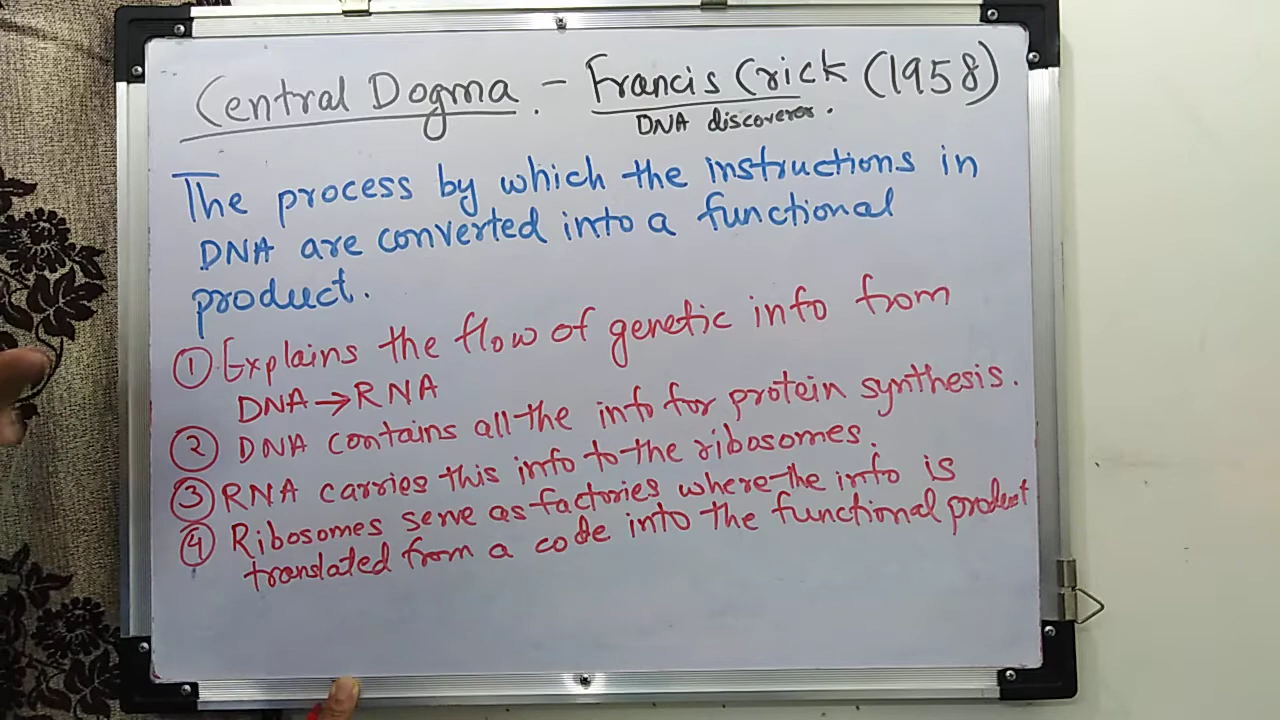 Central Dogma. - Francis Crick (1958)
DNA discoverer.
The process by which the instructions in
DNA are converted into a functional
product.
① Explains the flow of genetic info from
DNA → RNA
② DNA contains all the info for protein synthesis.
③ RNA carries this info to the ribosomes.
④ Ribosomes serve as factories where the info is
translated from a code into the functional product